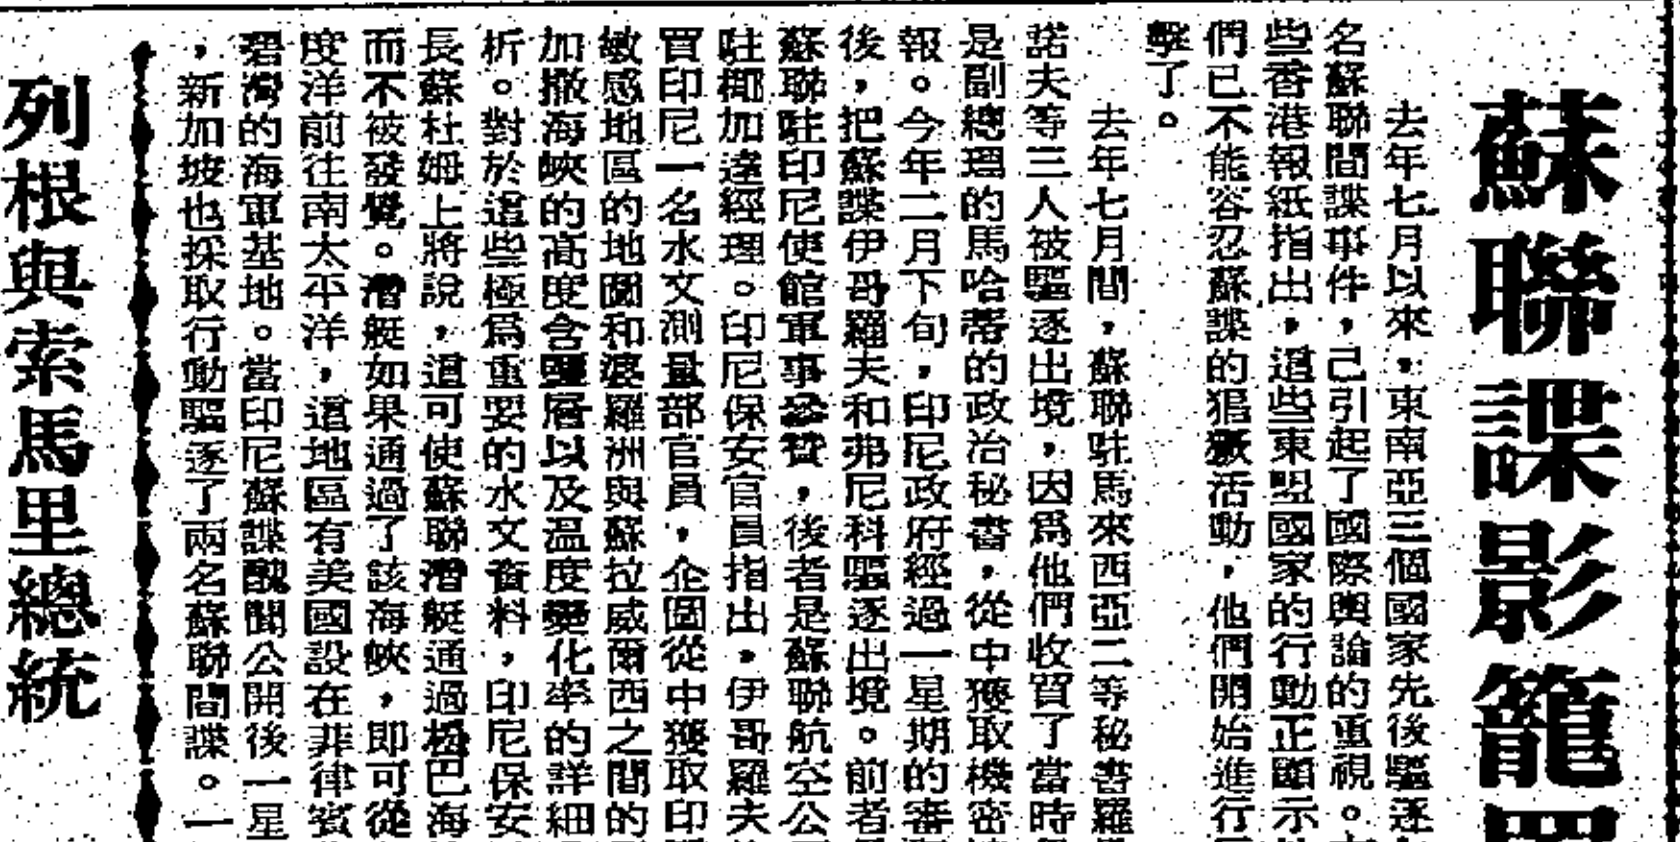 蘇聯諜影籠罩
去年七月以來，東南亞三個國家先後驅逐
名蘇聯間諜事件，己引起了國際輿論的重視。
些香港報紙指出，這些東盟國家的行動正顯示
們已不能容忍蘇諜的猖獗活動，他們開始進行
擊了。
去年七月間，蘇聯駐馬來西亞二等秘書羅
諾夫等三人被驅逐出境，因爲他們收買了當時
是副總理的馬哈蒂的政治秘書，從中獲取機密
報。今年二月下旬，印尼政府經過一星期的審
後，把蘇諜伊哥羅夫和弗尼科驅逐出境。前者
蘇聯駐印尼使館軍事參贊，後者是蘇聯航空公
駐椰加達經理。印尼保安官員指出，伊哥羅夫
買印尼一名水文測量部官員，企圖從中獲取印
敏感地區的地圖和婆羅洲與蘇拉威爾西之間的
加撒海峽的高度含鹽層以及温度變化率的詳細
析。對於這些極爲重要的水文資料，印尼保安
長蘇杜姆上將說，這可使蘇聯潛艇通過極巴海
而不被發覺。潛艇如果通過了該海峽，即可從
度洋前往南太平洋，這地區有美國設在菲律賓
碧灣的海軍基地。當印尼蘇諜醜聞公開後一星
，新加坡也採取行動驅逐了兩名蘇聯間諜。一
列根與索馬里總統